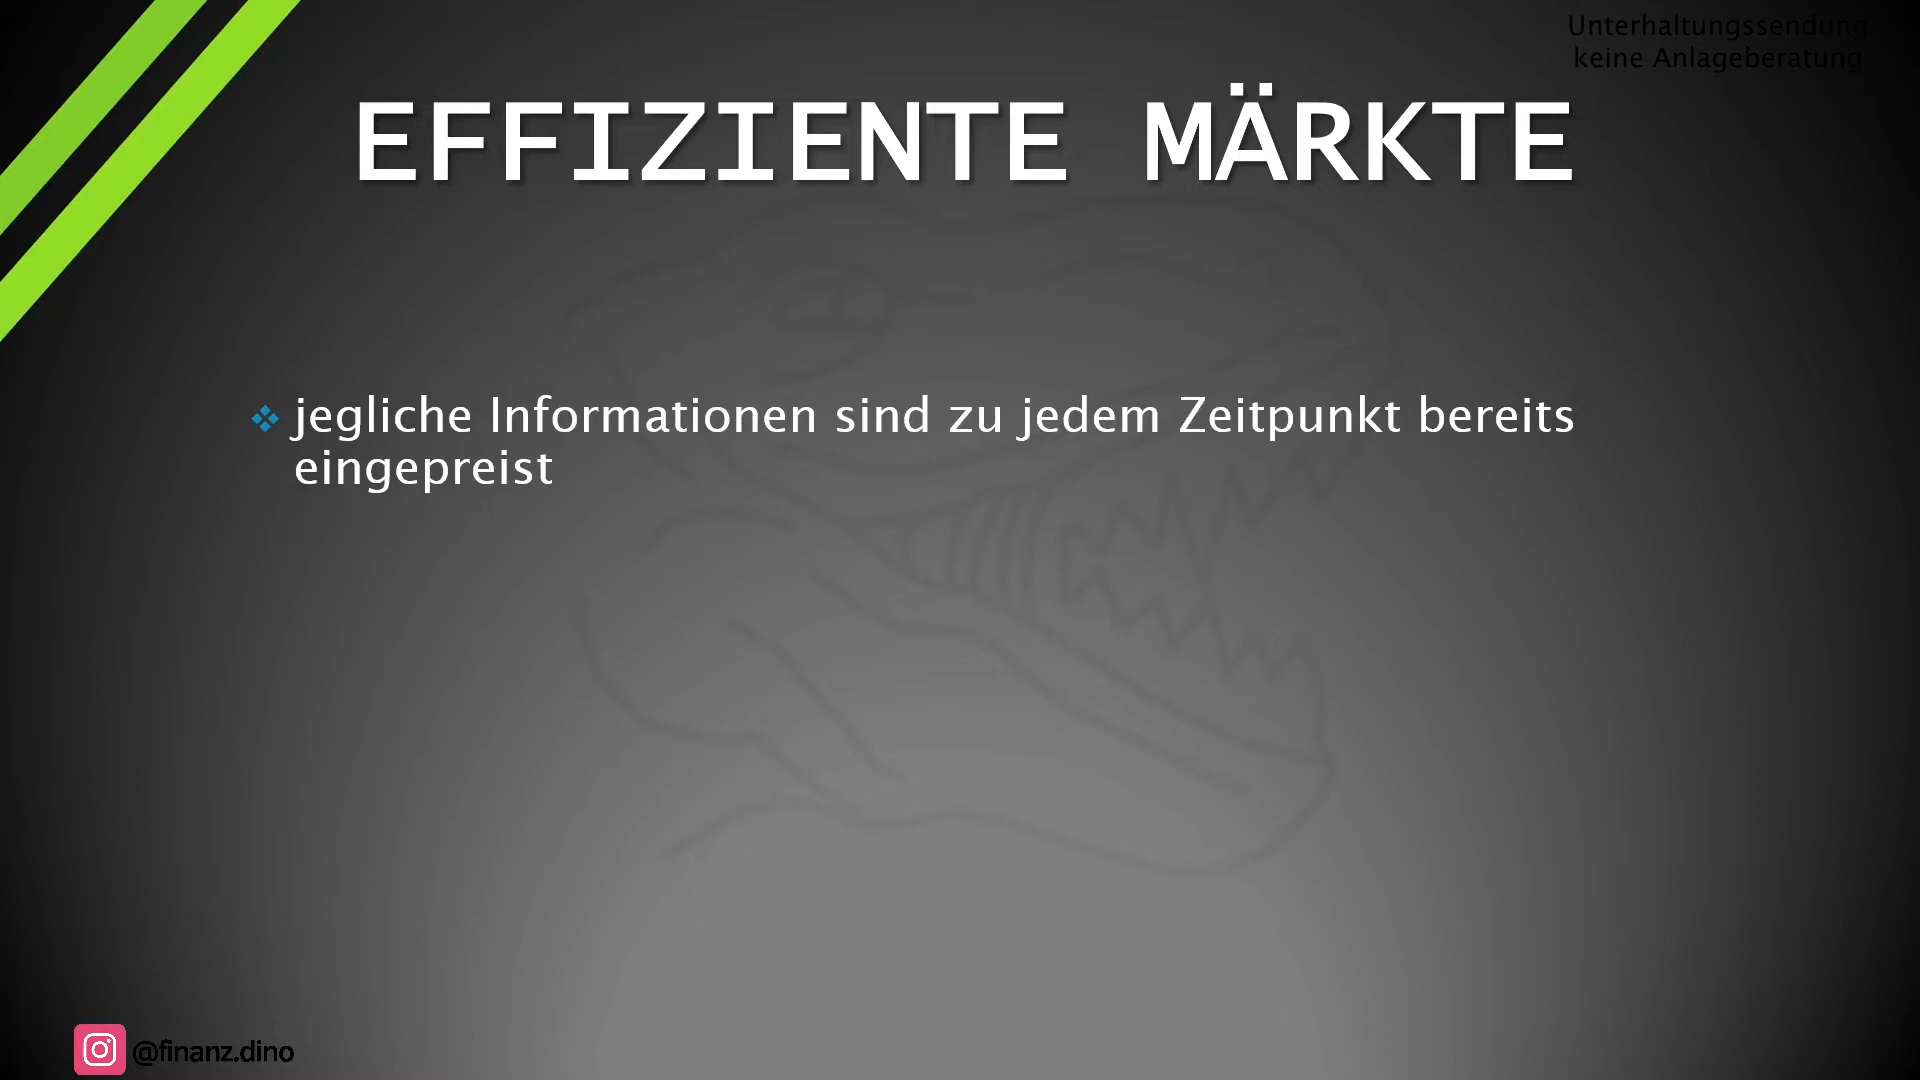 Unterhaltungssendung
keine Anlageberatung
EFFIZIENTE MÄRKTE
jegliche Informationen sind zu jedem Zeitpunkt bereits
eingepreist
@finanz.dino